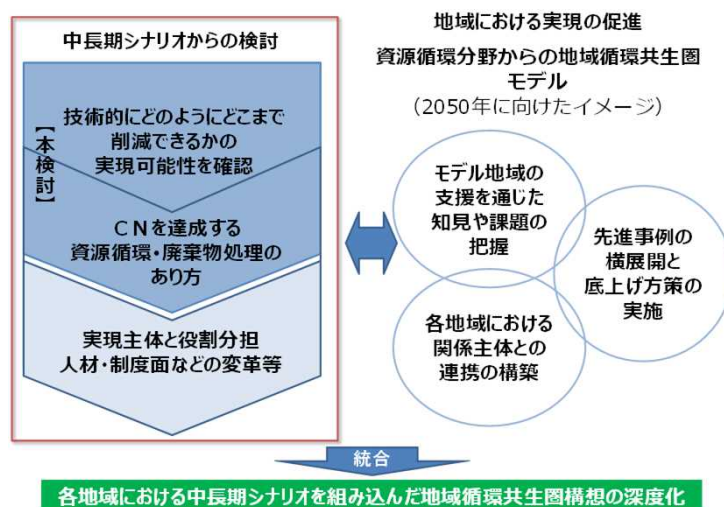 中長期シナリオからの検討
【本検討】
技術的にどのようにどこまで
削減できるかの
実現可能性を確認
ＣＮを達成する
資源循環・廃棄物処理の
あり方
実現主体と役割分担
人材・制度面などの変革等
地域における実現の促進
資源循環分野からの地域循環共生圏
モデル
（2050年に向けたイメージ）
モデル地域の
支援を通じた
知見や課題の
把握
先進事例の
横展開と
底上げ方策の
実施
各地域における
関係主体との
連携の構築
統合
各地域における中長期シナリオを組み込んだ地域循環共生圏構想の深度化